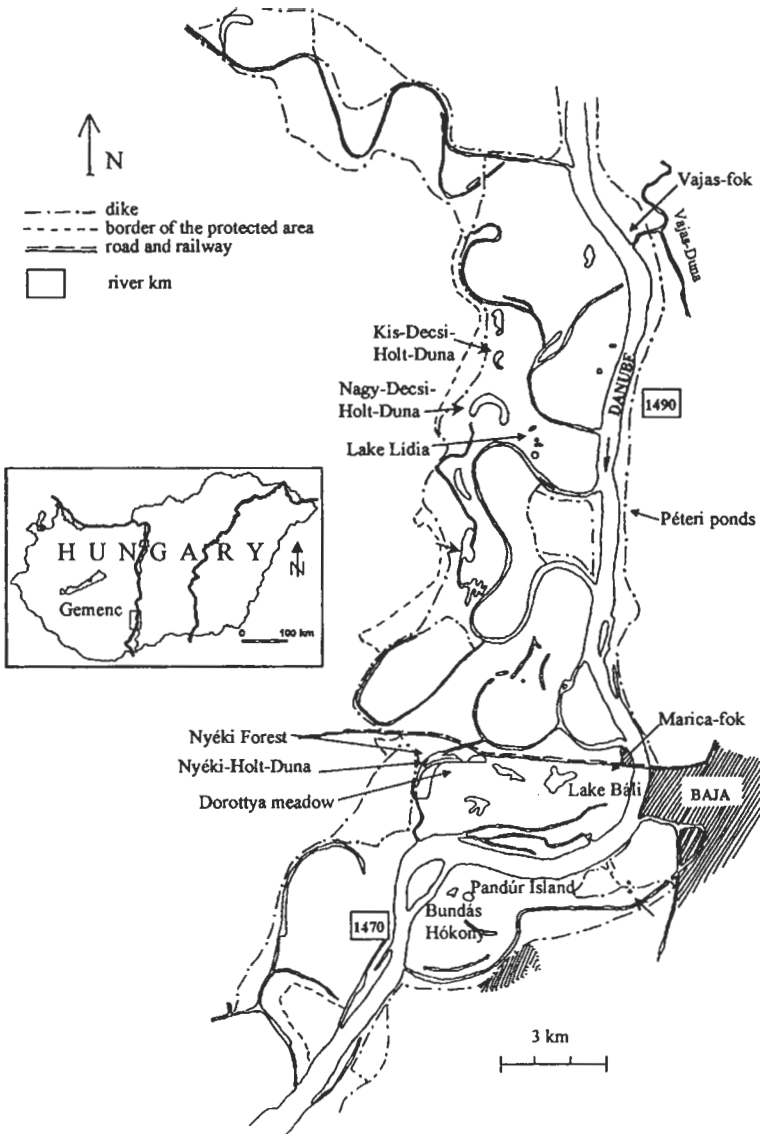 N
dike
border of the protected area
road and railway
river km
Vajas-fok
Vajas-Duna
Kis-Decsi-
Holt-Duna
DANUBE
Nagy-Decsi-
Holt-Duna
1490
Lake Lídia
Péteri ponds
HUNGARY
N
Gemenc
0 100 km
Nyéki Forest
Marica-fok
Nyéki-Holt-Duna
Dorottya meadow
Lake Báli
BAJA
Pandúr Island
Bundás
Hókony
1470
3 km